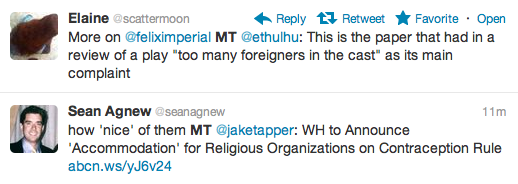 Elaine @scattermoon Reply Retweet Favorite · Open
More on @felixImperial MT @ethulhu: This is the paper that had in a
review of a play "too many foreigners in the cast" as its main
complaint
Sean Agnew @seanagnew 11m
how 'nice' of them MT @jaketapper: WH to Announce
'Accommodation' for Religious Organizations on Contraception Rule
abcn.ws/yJ6v24